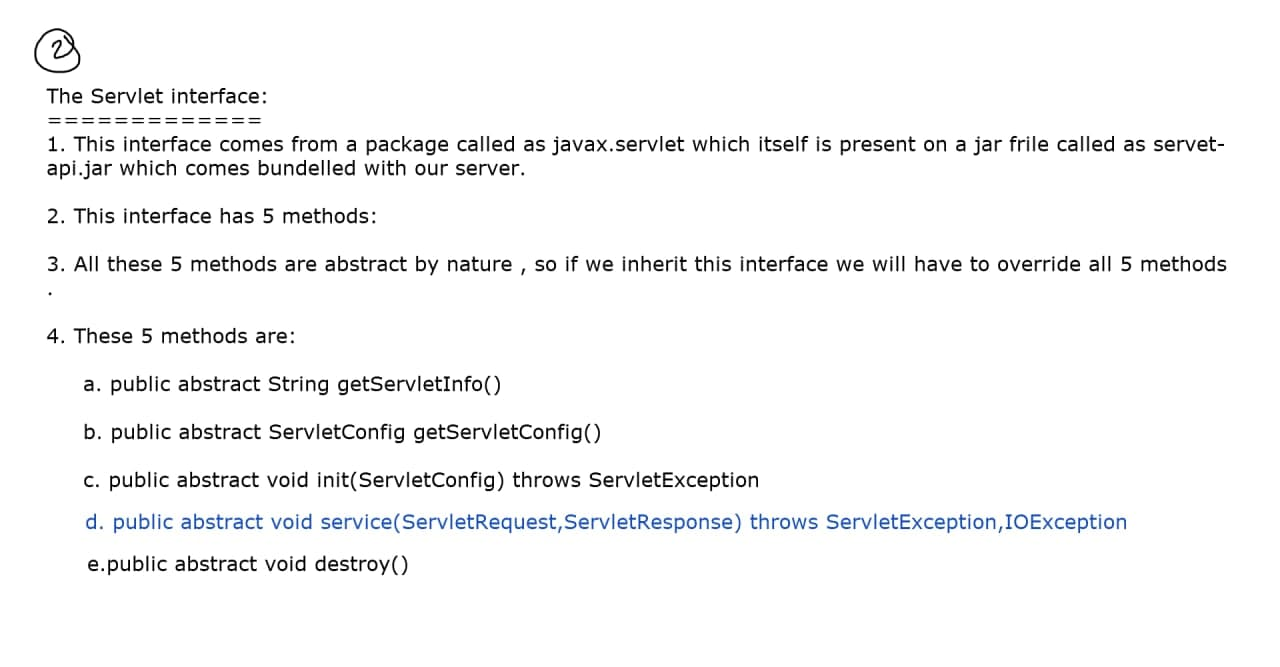 2)
The Servlet interface:
=============
1. This interface comes from a package called as javax.servlet which itself is present on a jar frile called as servet-
api.jar which comes bundelled with our server.
2. This interface has 5 methods:
3. All these 5 methods are abstract by nature , so if we inherit this interface we will have to override all 5 methods
.
4. These 5 methods are:
a. public abstract String getServletInfo()
b. public abstract ServletConfig getServletConfig()
c. public abstract void init(ServletConfig) throws ServletException
d. public abstract void service(ServletRequest,ServletResponse) throws ServletException,IOException
e.public abstract void destroy()